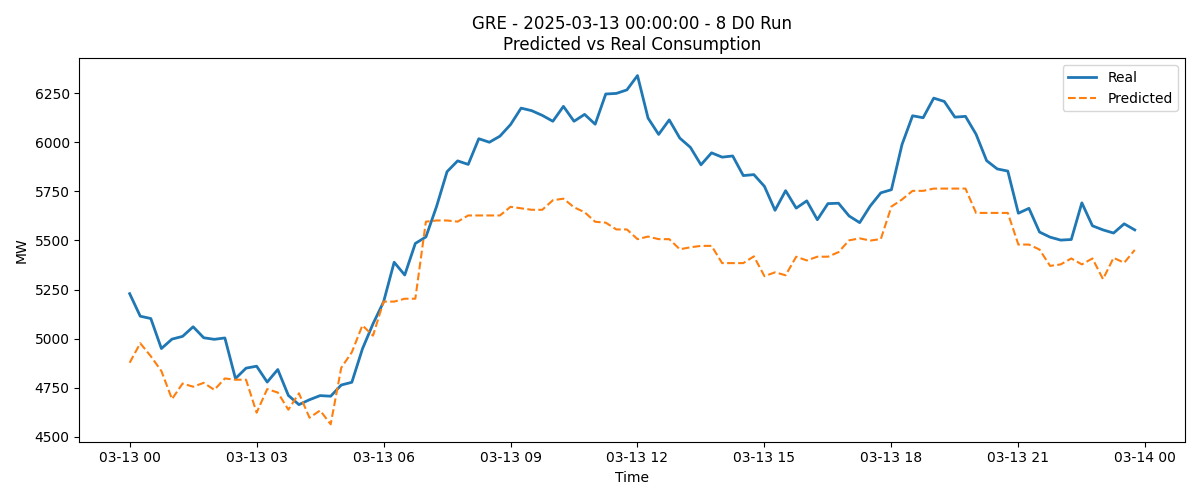 GRE - 2025-03-13 00:00:00 - 8 D0 Run
Predicted vs Real Consumption
Real
Predicted
MW
6250
6000
5750
5500
5250
5000
4750
4500
03-13 00
03-13 03
03-13 06
03-13 09
03-13 12
03-13 15
03-13 18
03-13 21
03-14 00
Time